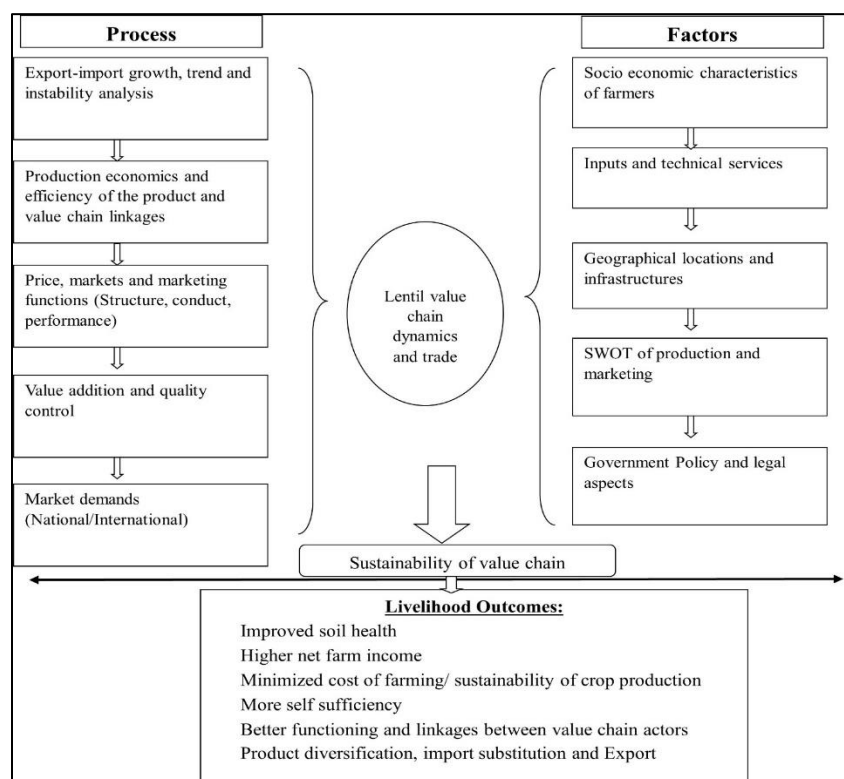 Process
Export-import growth, trend and
instability analysis
Production economics and
efficiency of the product and
value chain linkages
Price, markets and marketing
functions (Structure, conduct,
performance)
Value addition and quality
control
Market demands
(National/International)
Lentil value
chain
dynamics
and trade
Factors
Socio economic characteristics
of farmers
Inputs and technical services
Geographical locations and
infrastructures
SWOT of production and
marketing
Government Policy and legal
aspects
Sustainability of value chain
Livelihood Outcomes:
Improved soil health
Higher net farm income
Minimized cost of farming/ sustainability of crop production
More self sufficiency
Better functioning and linkages between value chain actors
Product diversification, import substitution and Export